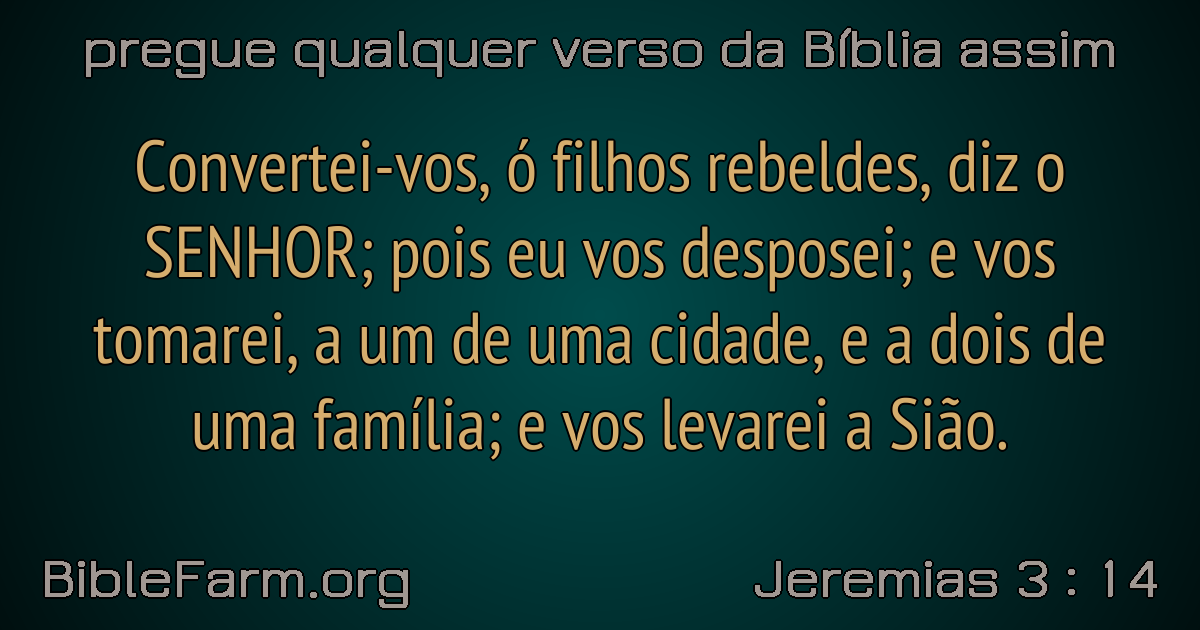 pregue qualquer verso da Bíblia assim
Convertei-vos, ó filhos rebeldes, diz o
SENHOR; pois eu vos desposei; e vos
tomarei, a um de uma cidade, e a dois de
uma família; e vos levarei a Sião.
BibleFarm.org
Jeremias 3 : 14